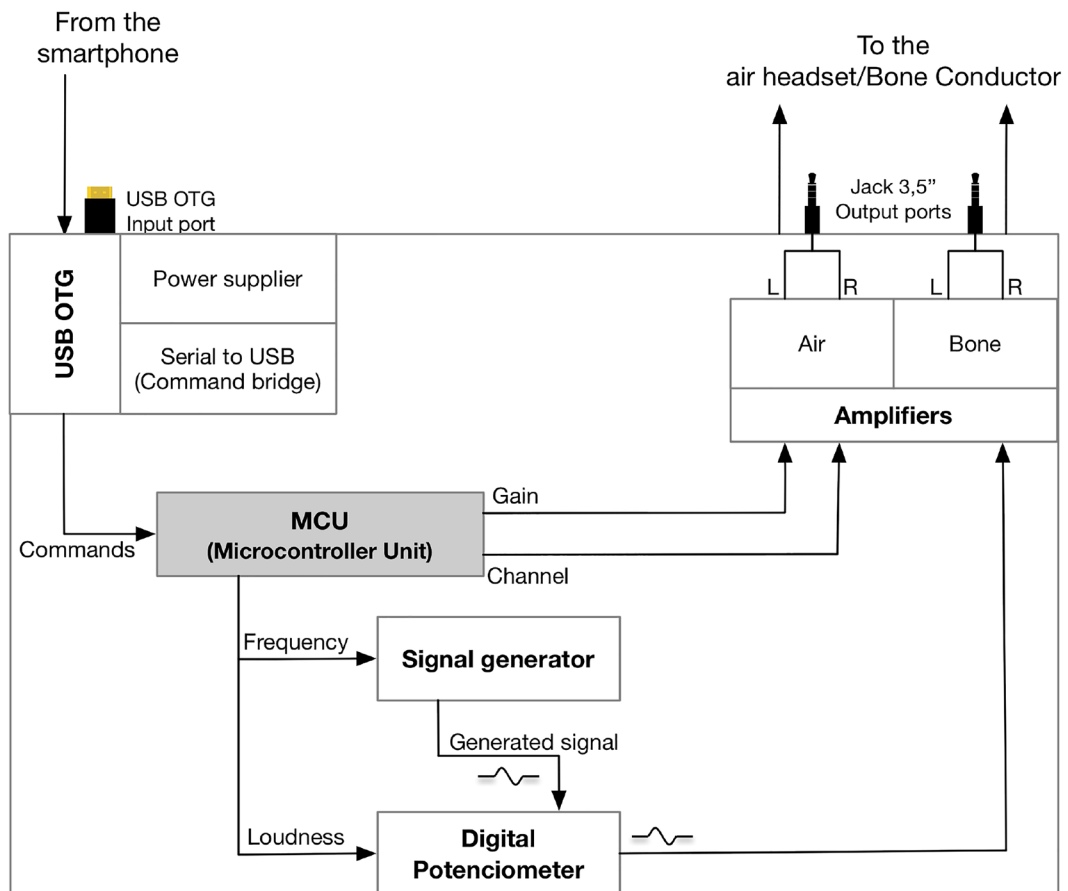 From the
smartphone
To the
air headset/Bone Conductor
USB OTG
Input port
Jack 3,5”
Output ports
USB OTG
Power supplier
Serial to USB
(Command bridge)
L
R
L
R
Air
Bone
Amplifiers
Commands
MCU
(Microcontroller Unit)
Gain
Channel
Frequency
Signal generator
Generated signal
Loudness
Digital
Potenciometer